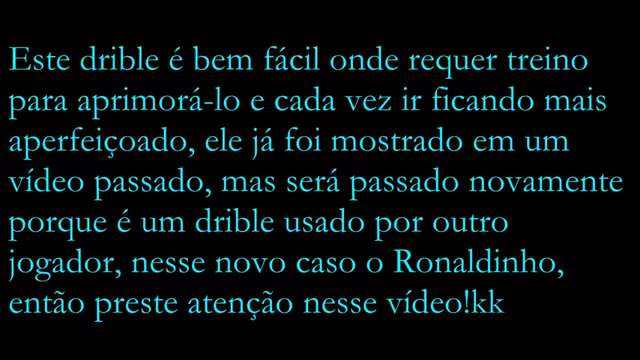 Este drible é bem fácil onde requer treino
para aprimorá-lo e cada vez ir ficando mais
aperfeiçoado, ele já foi mostrado em um
vídeo passado, mas será passado novamente
porque é um drible usado por outro
jogador, nesse novo caso o Ronaldinho,
então preste atenção nesse vídeo!kk